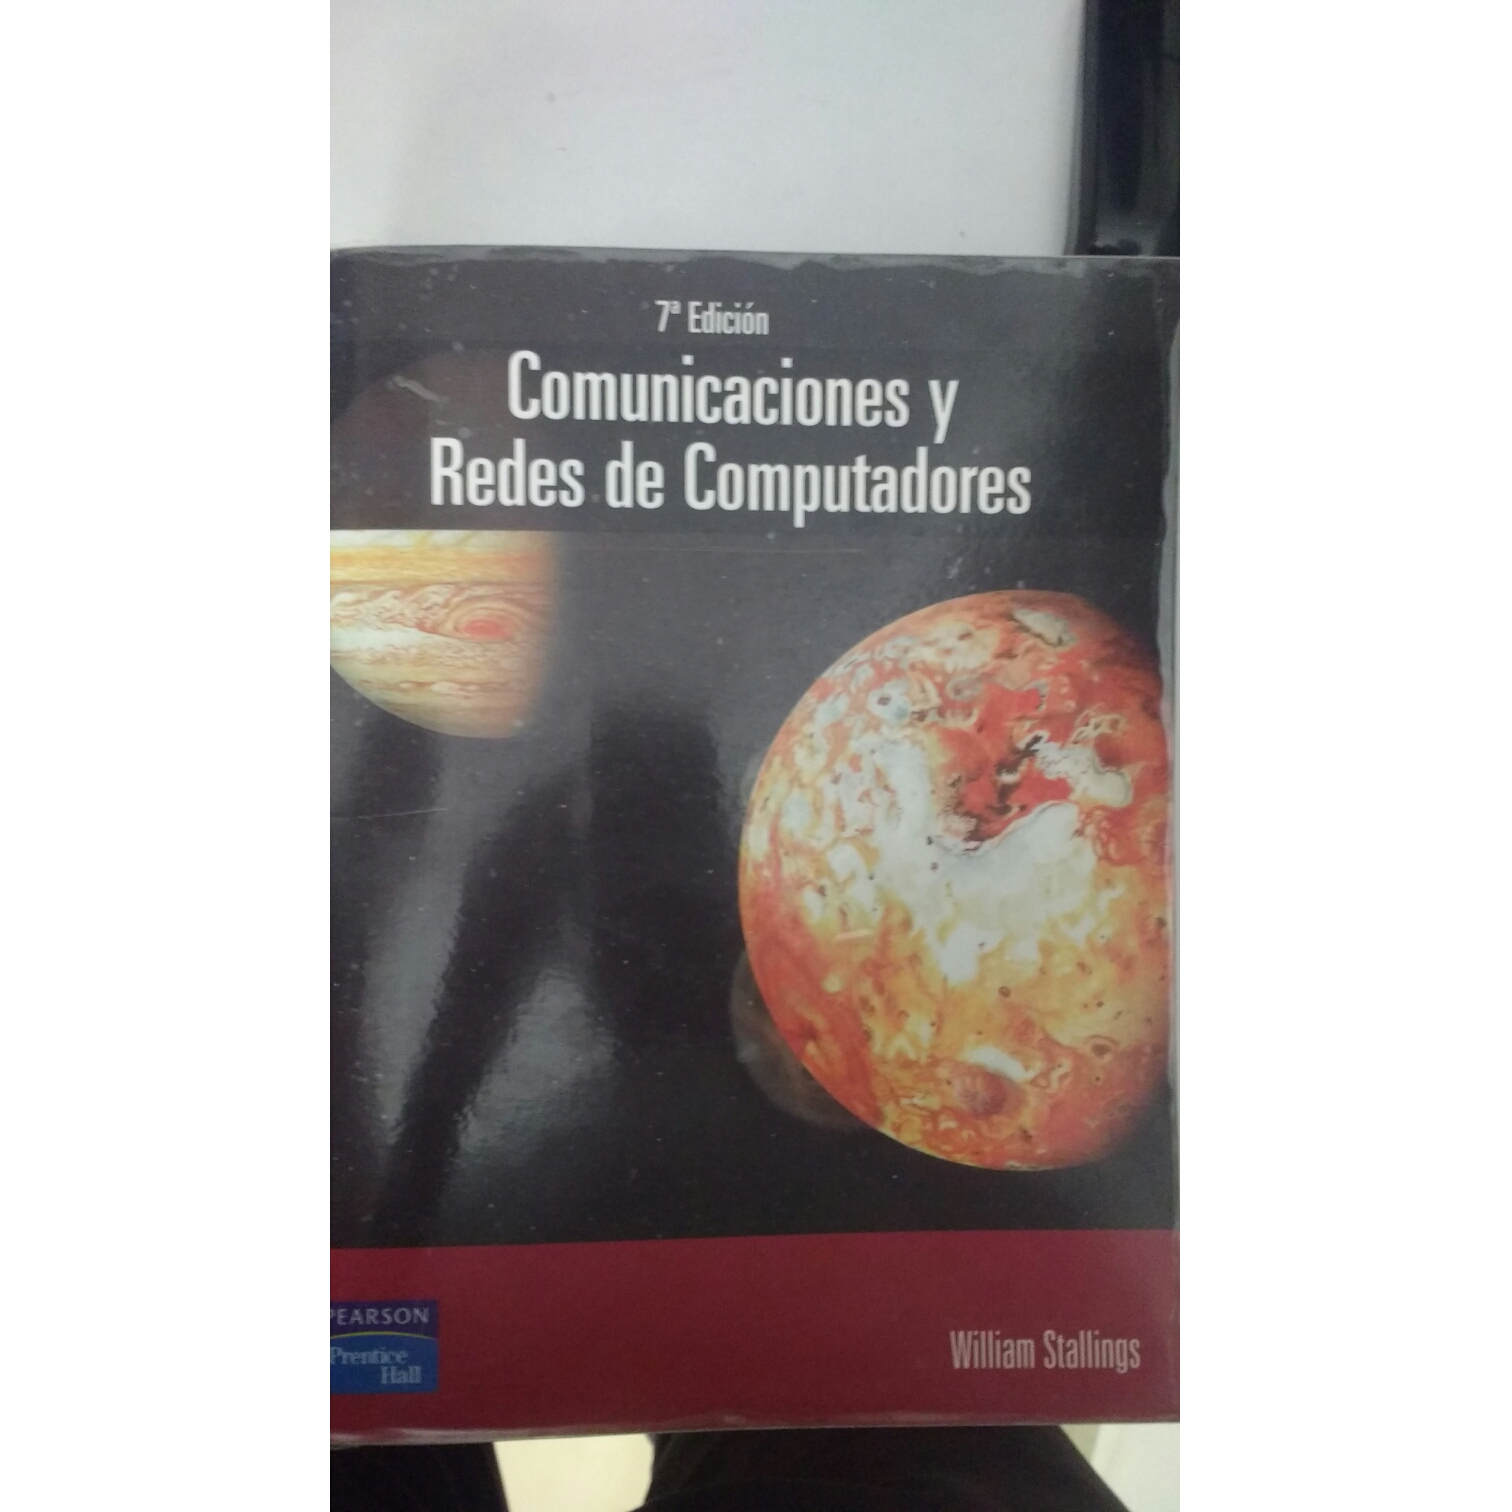 7ª Edición
Comunicaciones y
Redes de Computadores
PEARSON
Prentice
Hall
William Stallings